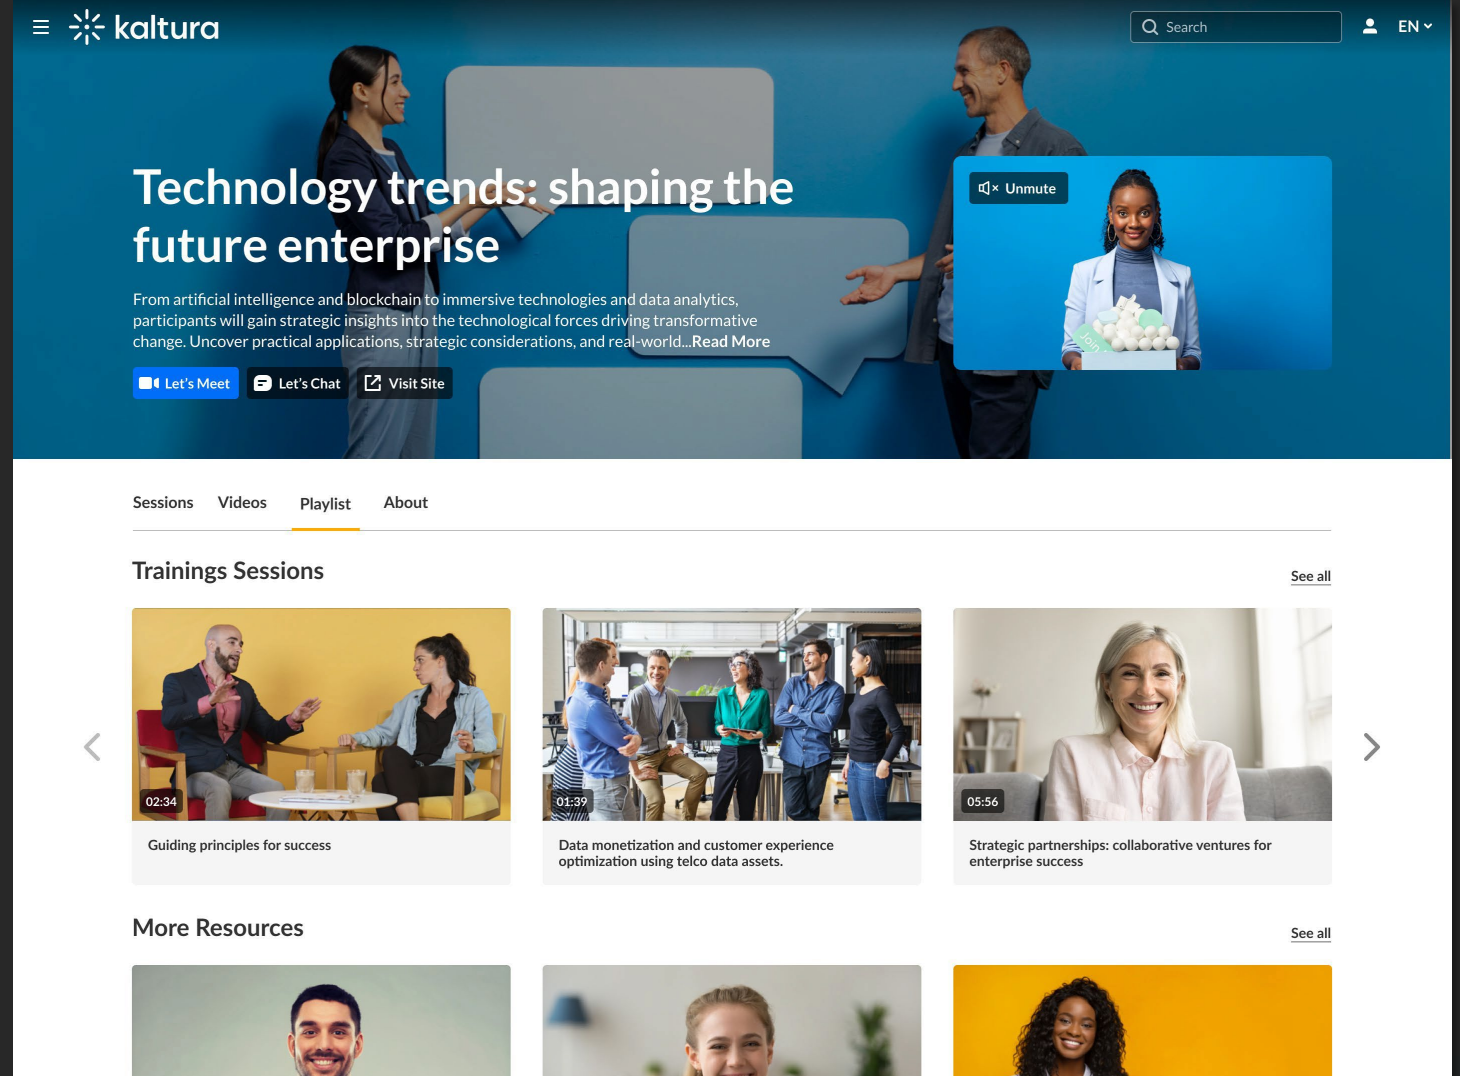 kaltura
Search
EN
Technology trends: shaping the
future enterprise
From artificial intelligence and blockchain to immersive technologies and data analytics,
participants will gain strategic insights into the technological forces driving transformative
change. Uncover practical applications, strategic considerations, and real-world...Read More
Let's Meet
Let's Chat
Visit Site
Unmute
Join
Sessions
Videos
Playlist
About
Trainings Sessions
See all
02:34
01:39
05:56
Guiding principles for success
Data monetization and customer experience
optimization using telco data assets.
Strategic partnerships: collaborative ventures for
enterprise success
More Resources
See all